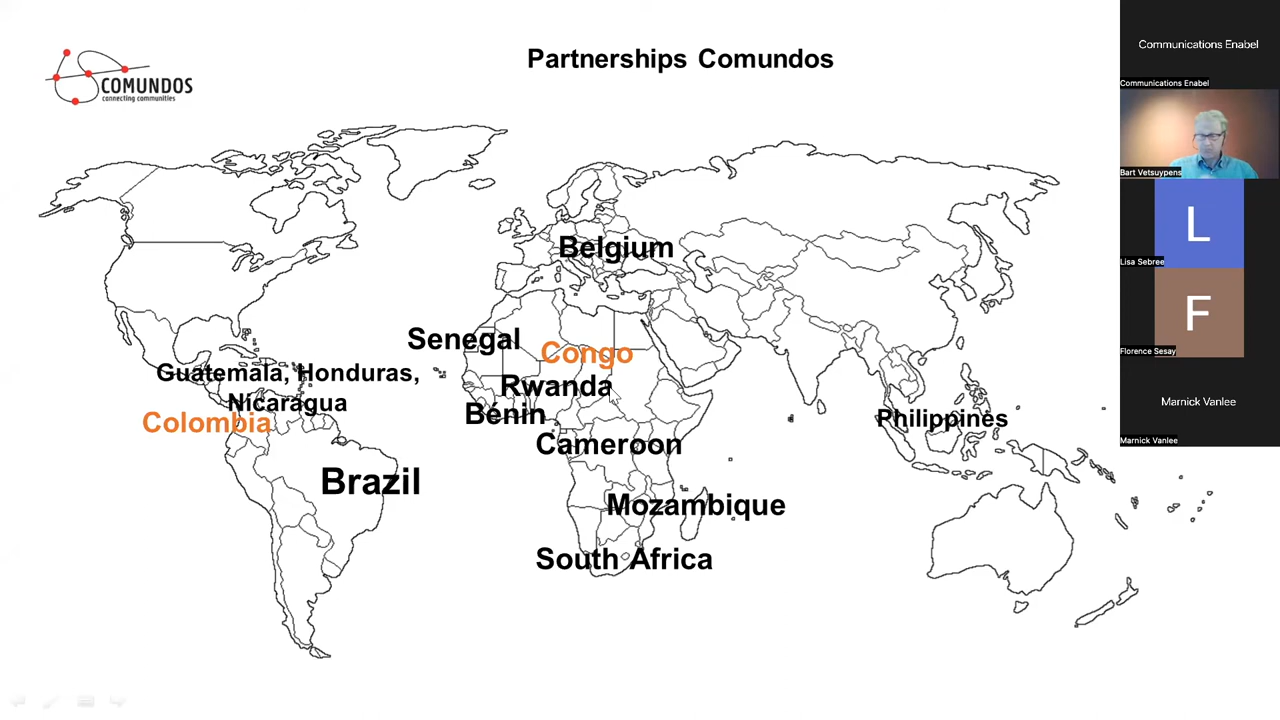 Partnerships Comundos
COMUNDOS
connecting communities
Belgium
Senegal
Congo
Guatemala, Honduras,
Nicaragua
Rwanda
Bénin
Colombia
Philippines
Cameroon
Brazil
Mozambique
South Africa
Communications Enabel
Communications Enabel
Bart Vetsuypens
L
Lisa Sebree
F
Florence Sesay
Marnick Vanlee
Marnick Vanlee